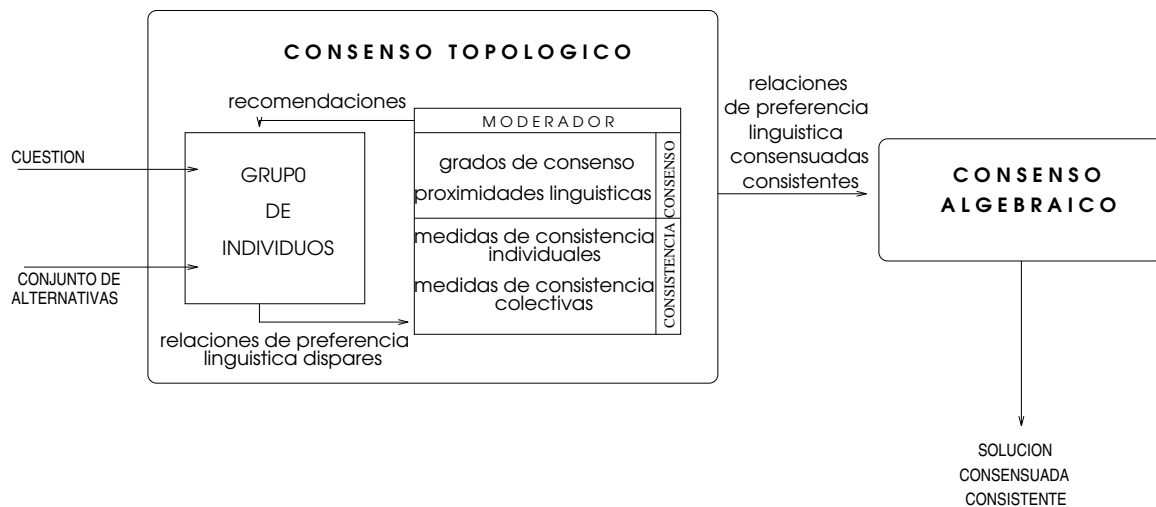 CONSENSO TOPOLOGICO
recomendaciones
MODERADOR
CUESTION
CONJUNTO DE
ALTERNATIVAS
GRUP0
DE
INDIVIDUOS
grados de consenso
proximidades linguisticas
CONSENSO
medidas de consistencia
individuales
medidas de consistencia
colectivas
CONSISTENCIA
relaciones de preferencia
linguistica dispares
relaciones
de preferencia
linguistica
consensuadas
consistentes
CONSENSO
ALGEBRAICO
SOLUCION
CONSENSUADA
CONSISTENTE